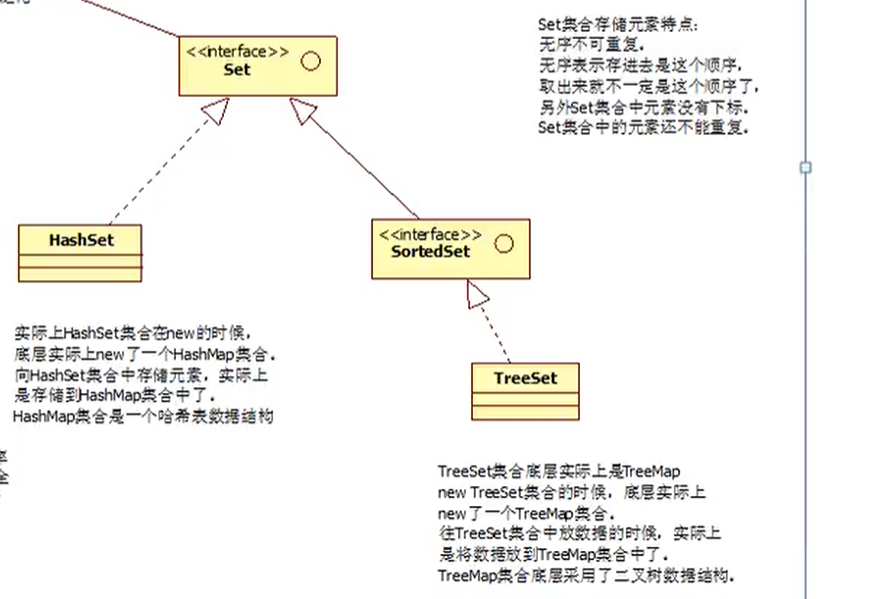 <<interface>>
Set
Set集合存储元素特点:
无序不可重复.
无序表示存进去是这个顺序,
取出来就不一定是这个顺序了,
另外Set集合中元素没有下标.
Set集合中的元素还不能重复.
HashSet
<<interface>>
SortedSet
实际上HashSet集合在new的时候,
底层实际上new了一个HashMap集合.
向HashSet集合中存储元素, 实际上
是存储到HashMap集合中了.
HashMap集合是一个哈希表数据结构
TreeSet
TreeSet集合底层实际上是TreeMap
new TreeSet集合的时候, 底层实际上
new了一个TreeMap集合.
往TreeSet集合中放数据的时候, 实际上
是将数据放到TreeMap集合中了.
TreeMap集合底层采用了二叉树数据结构.